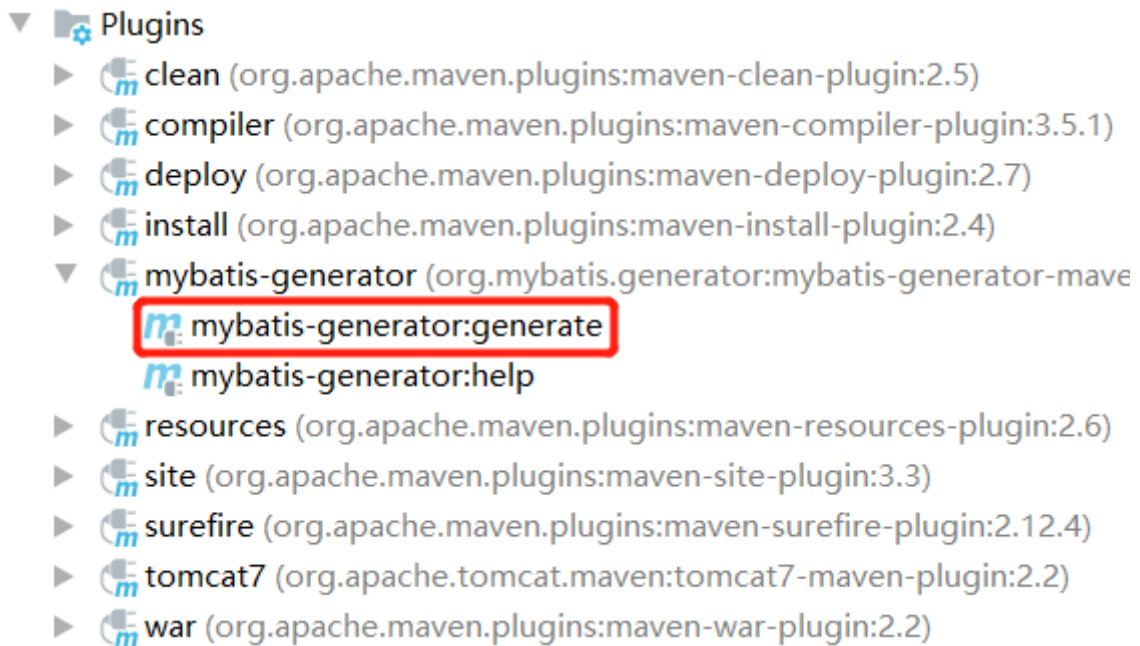 Plugins
clean (org.apache.maven.plugins:maven-clean-plugin:2.5)
compiler (org.apache.maven.plugins:maven-compiler-plugin:3.5.1)
deploy (org.apache.maven.plugins:maven-deploy-plugin:2.7)
install (org.apache.maven.plugins:maven-install-plugin:2.4)
mybatis-generator (org.mybatis.generator:mybatis-generator-mave
mybatis-generator:generate
mybatis-generator:help
resources (org.apache.maven.plugins:maven-resources-plugin:2.6)
site (org.apache.maven.plugins:maven-site-plugin:3.3)
surefire (org.apache.maven.plugins:maven-surefire-plugin:2.12.4)
tomcat7 (org.apache.tomcat.maven:tomcat7-maven-plugin:2.2)
war (org.apache.maven.plugins:maven-war-plugin:2.2)